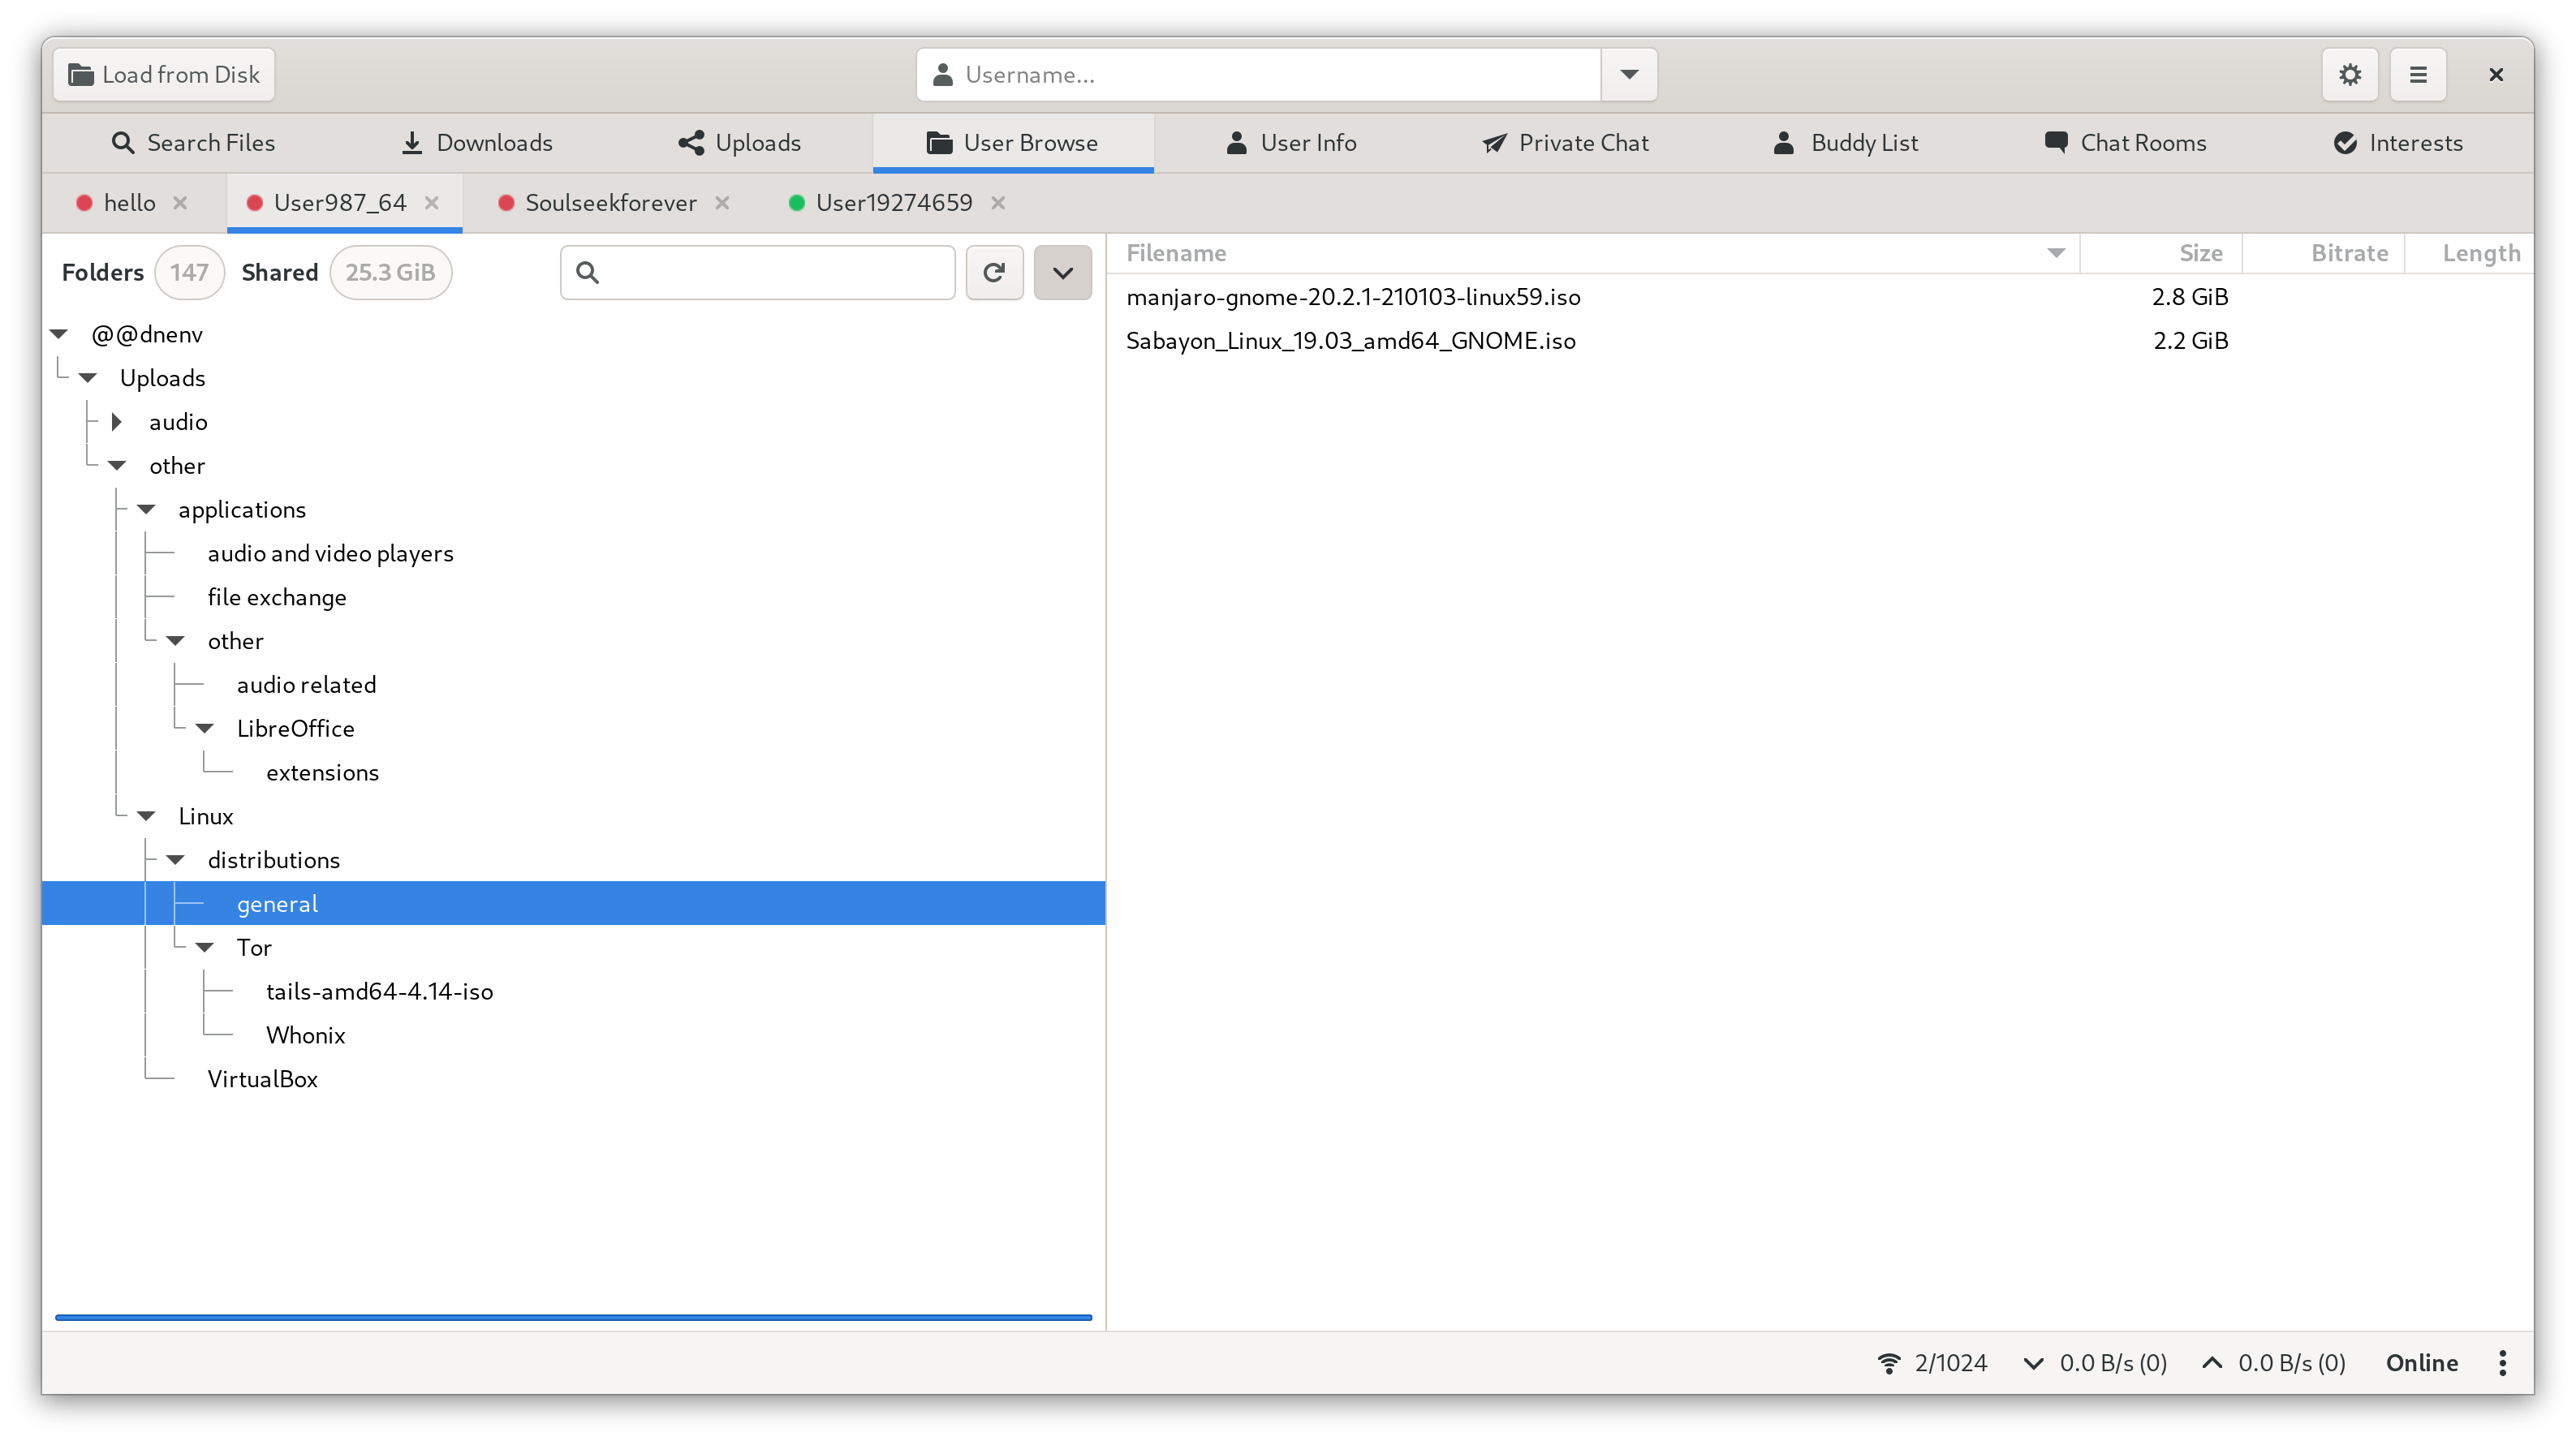 Load from Disk
Username...
Search Files Downloads Uploads User Browse User Info Private Chat Buddy List Chat Rooms Interests
hello User987_64 Soulseekforever User19274659
Folders 147 Shared 25.3 GiB
Filename Size Bitrate Length
manjaro-gnome-20.2.1-210103-linux59.iso 2.8 GiB
Sabayon_Linux_19.03_amd64_GNOME.iso 2.2 GiB
@@dnenv
Uploads
audio
other
applications
audio and video players
file exchange
other
audio related
LibreOffice
extensions
Linux
distributions
general
Tor
tails-amd64-4.14-iso
Whonix
VirtualBox
2/1024 0.0 B/s (0) 0.0 B/s (0) Online